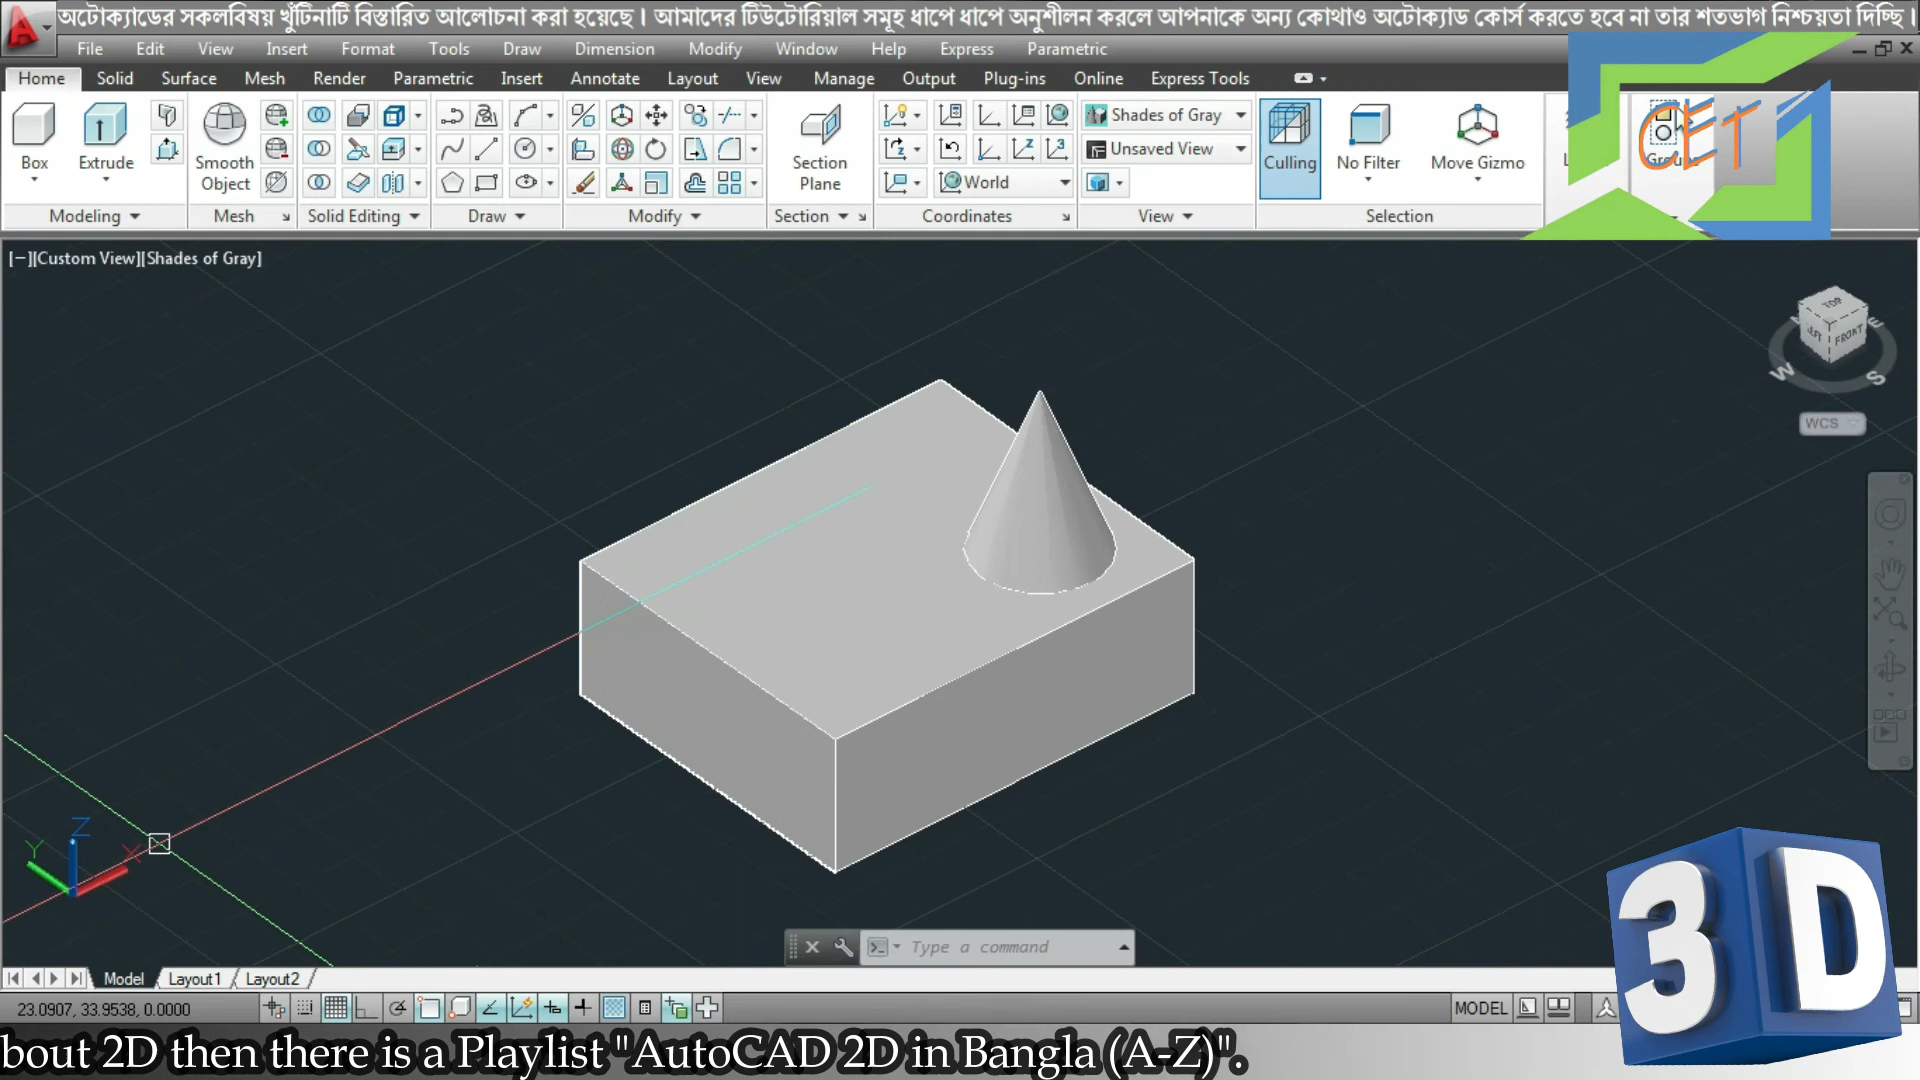 অটোক্যাডের সকলবিষয় খুঁটিনাটি বিস্তারিত আলোচনা করা হয়েছে। আমাদের টিউটোরিয়াল সমূহ ধাপে ধাপে অনুশীলন করলে আপনাকে অন্য কোথাও অটোক্যাড কোর্স করতে হবে না তার শতভাগ নিশ্চয়তা দিচ্ছি।
File Edit View Insert Format Tools Draw Dimension Modify Window Help Express Parametric
Home Solid Surface Mesh Render Parametric Insert Annotate Layout View Manage Output Plug-ins Online Express Tools
CET
Shades of Gray
Unsaved View
World
Box Extrude Smooth Object Section Plane Culling No Filter Move Gizmo
Modeling Mesh Solid Editing Draw Modify Section Coordinates View Selection
[−][Custom View][Shades of Gray]
TOP
LEFT FRONT
W S E
WCS
Z
Y X
Type a command
Model Layout1 Layout2
23.0907, 33.9538, 0.0000
MODEL
3D
bout 2D then there is a Playlist "AutoCAD 2D in Bangla (A-Z)".